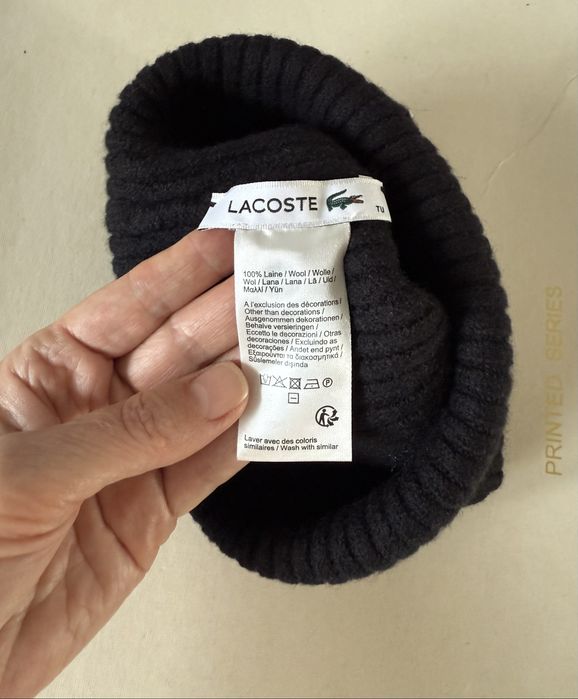 LACOSTE
TU
100% Laine / Wool / Wolle /
Wol / Lana / Lana / Lã / Uld /
Μαλλί / Yün
A l'exclusion des décorations /
Other than decorations /
Ausgenommen dekorationen /
Behalve versieringen /
Eccetto le decorazioni / Otras
decoraciones / Excluindo as
decorações / Andet end pynt /
Εξαιρούνται τα διακοσμητικά /
Süslemeler dışında
Laver avec des coloris
similaires / Wash with similar
SERIES